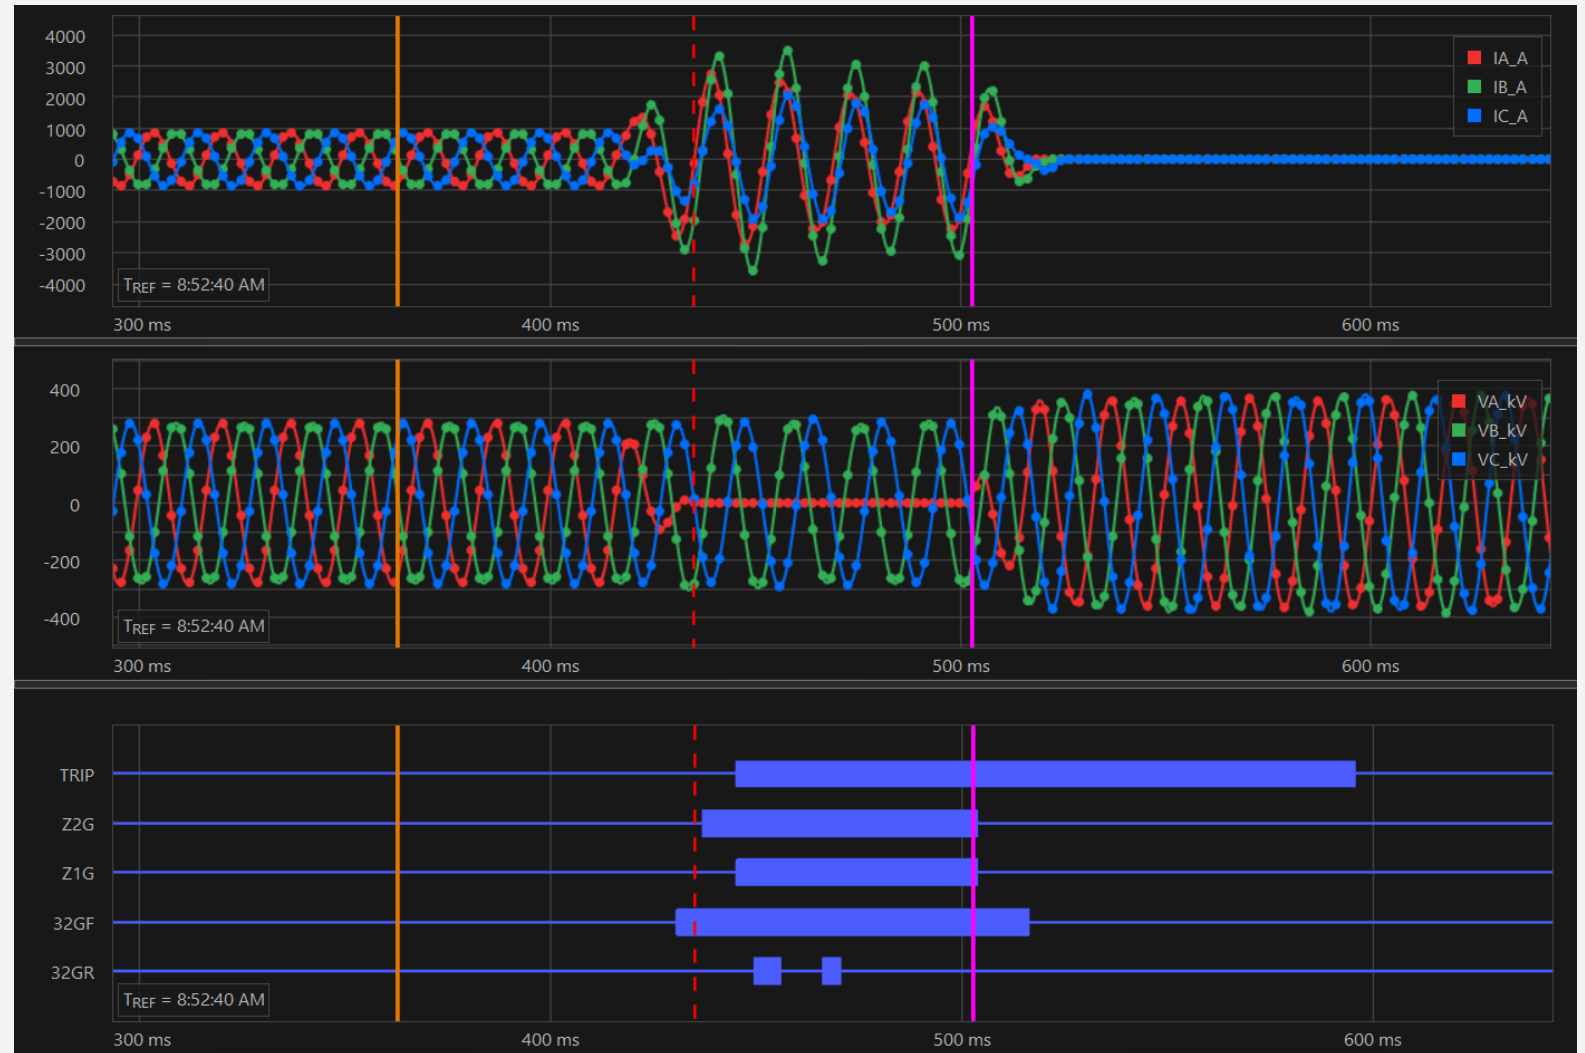 4000
3000
2000
1000
0
-1000
-2000
-3000
-4000
IA_A
IB_A
IC_A
TREF = 8:52:40 AM
300 ms
400 ms
500 ms
600 ms
400
200
0
-200
-400
VA_kV
VB_kV
VC_kV
TREF = 8:52:40 AM
300 ms
400 ms
500 ms
600 ms
TRIP
Z2G
Z1G
32GF
32GR
TREF = 8:52:40 AM
300 ms
400 ms
500 ms
600 ms